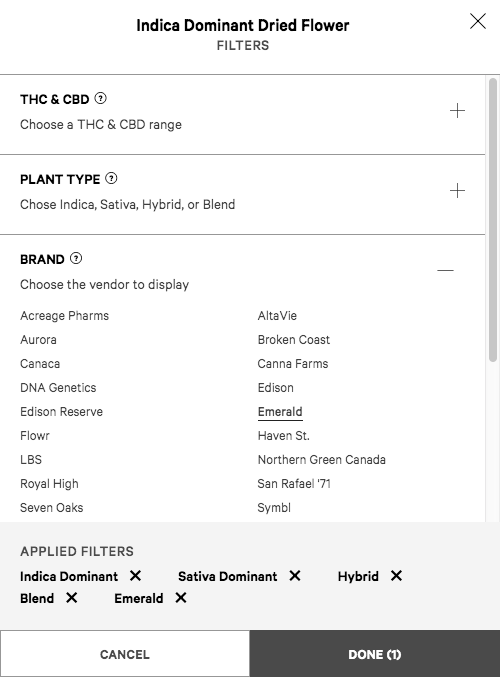 Indica Dominant Dried Flower
FILTERS
THC & CBD ?
Choose a THC & CBD range
PLANT TYPE ?
Chose Indica, Sativa, Hybrid, or Blend
BRAND ?
Choose the vendor to display
Acreage Pharms AltaVie
Aurora Broken Coast
Canaca Canna Farms
DNA Genetics Edison
Edison Reserve Emerald
Flowr Haven St.
LBS Northern Green Canada
Royal High San Rafael '71
Seven Oaks Symbl
APPLIED FILTERS
Indica Dominant Sativa Dominant Hybrid
Blend Emerald
CANCEL DONE (1)